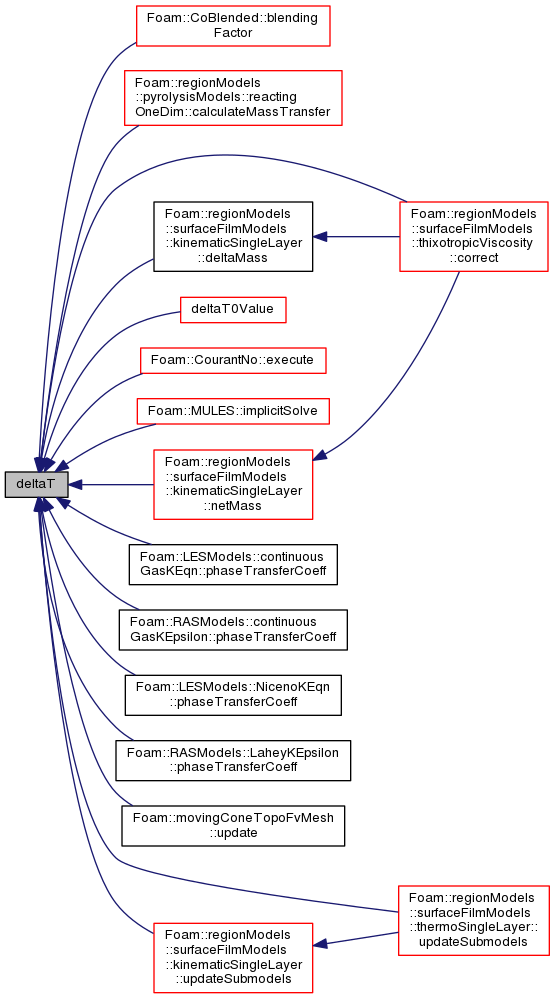 Foam::CoBlended::blending
Factor
Foam::regionModels
::pyrolysisModels::reacting
OneDim::calculateMassTransfer
Foam::regionModels
::surfaceFilmModels
::kinematicSingleLayer
::deltaMass
Foam::regionModels
::surfaceFilmModels
::thixotropicViscosity
::correct
deltaT0Value
Foam::CourantNo::execute
Foam::MULES::implicitSolve
deltaT
Foam::regionModels
::surfaceFilmModels
::kinematicSingleLayer
::netMass
Foam::LESModels::continuous
GasKEqn::phaseTransferCoeff
Foam::RASModels::continuous
GasKEpsilon::phaseTransferCoeff
Foam::LESModels::NicenoKEqn
::phaseTransferCoeff
Foam::RASModels::LaheyKEpsilon
::phaseTransferCoeff
Foam::movingConeTopoFvMesh
::update
Foam::regionModels
::surfaceFilmModels
::thermoSingleLayer::
updateSubmodels
Foam::regionModels
::surfaceFilmModels
::kinematicSingleLayer
::updateSubmodels